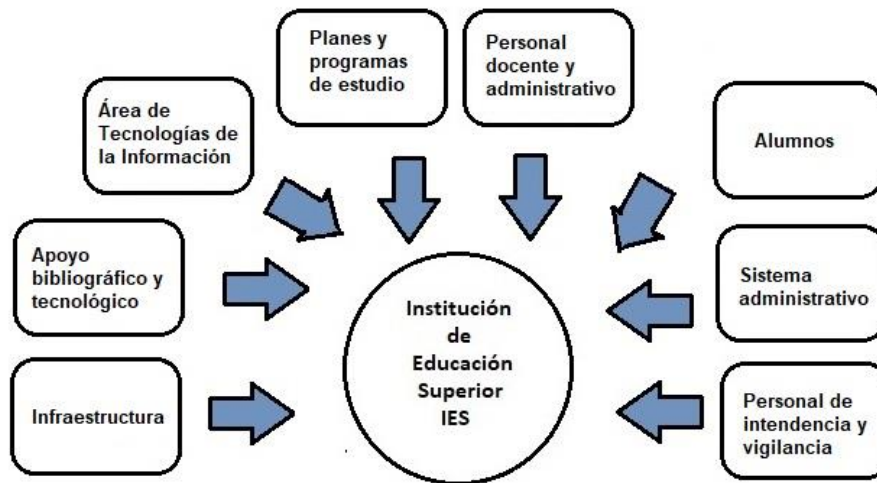 Planes y
programas
de estudio
Personal
docente y
administrativo
Área de
Tecnologías de
la Información
Alumnos
Apoyo
bibliográfico y
tecnológico
Sistema
administrativo
Institución
de
Educación
Superior
IES
Infraestructura
Personal de
intendencia y
vigilancia